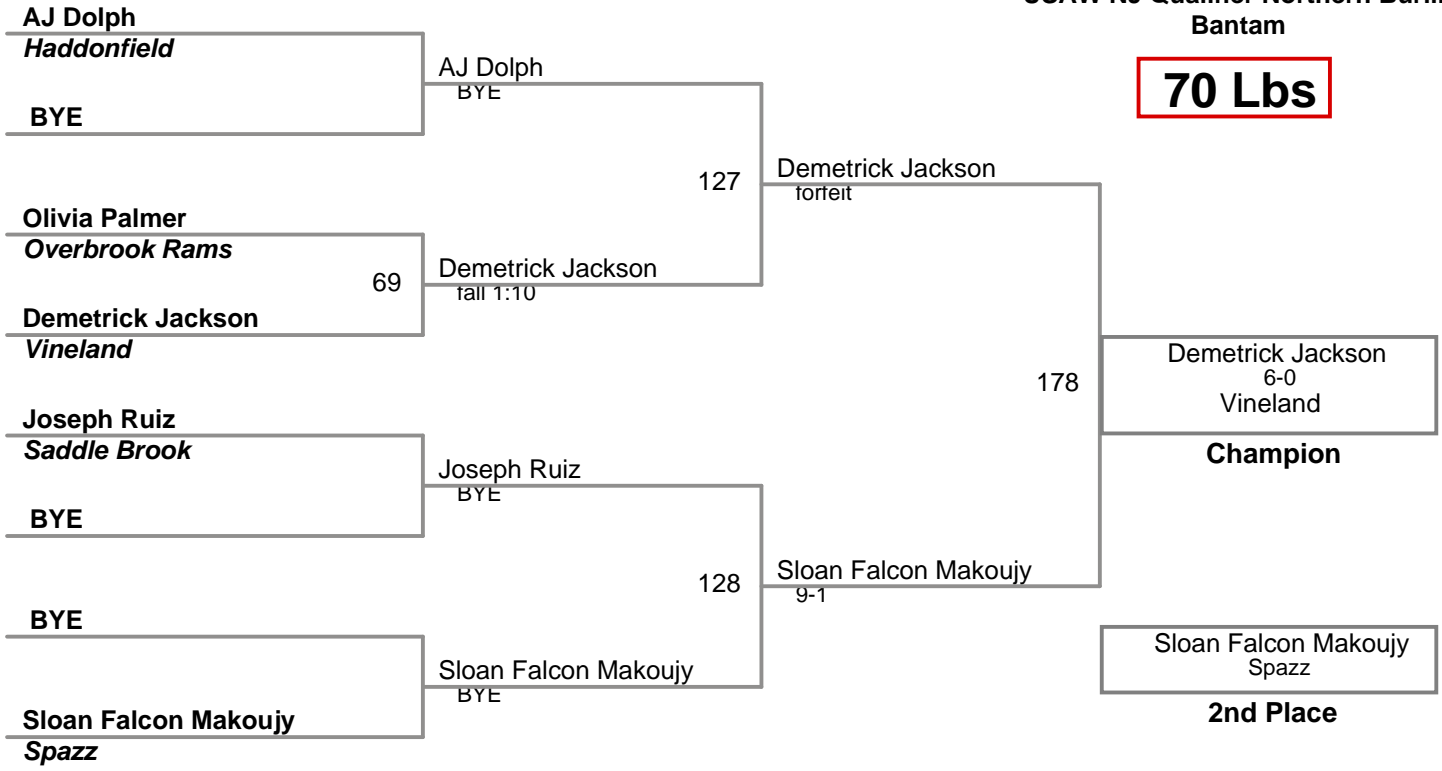 AJ Dolph
Haddonfield
BYE
Olivia Palmer
Overbrook Rams
69
Demetrick Jackson
Vineland
Joseph Ruiz
Saddle Brook
BYE
BYE
Sloan Falcon Makoujy
Spazz
AJ Dolph
BYE
127
Demetrick Jackson
fall 1:10
Joseph Ruiz
BYE
128
Sloan Falcon Makoujy
BYE
Demetrick Jackson
forfeit
178
Sloan Falcon Makoujy
9-1
USAW NJ Qualifier Northern
Bantam
70 Lbs
Demetrick Jackson
6-0
Vineland
Champion
Sloan Falcon Makoujy
Spazz
2nd Place